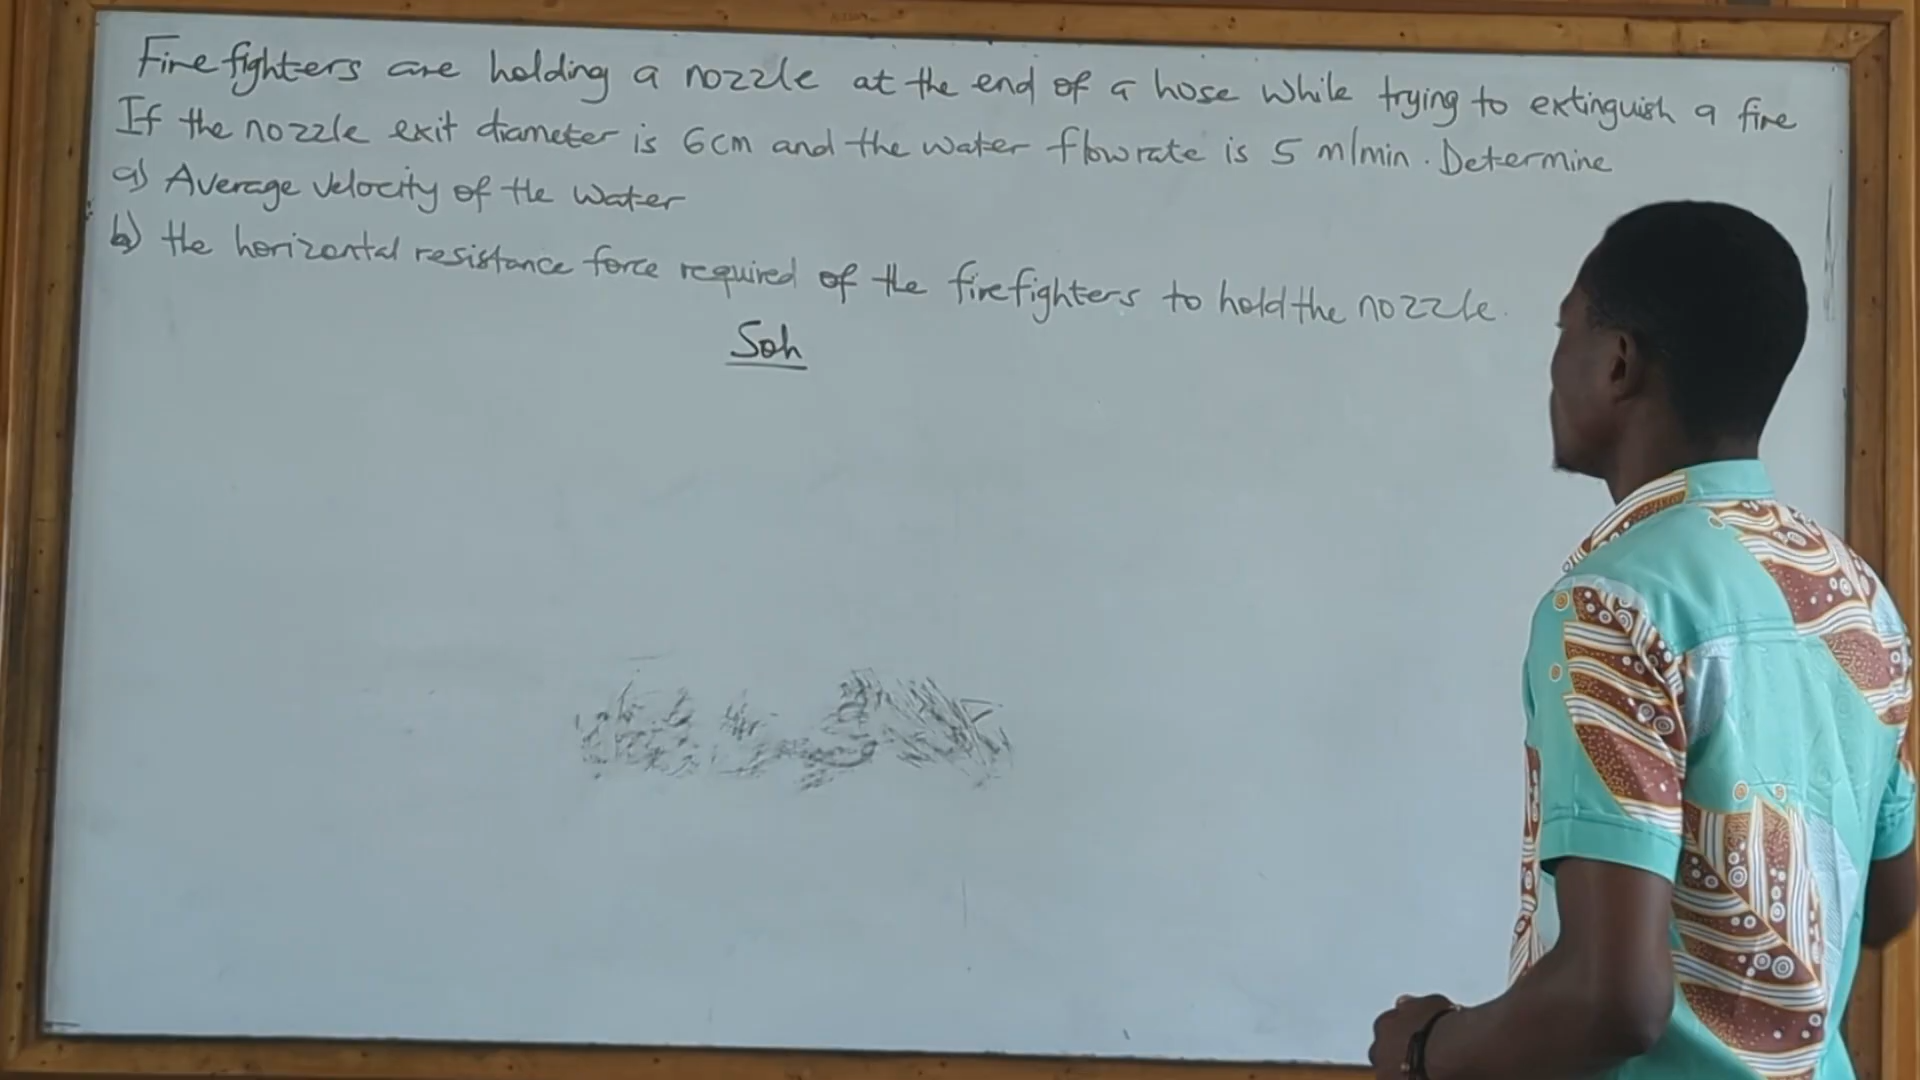 Firefighters are holding a nozzle at the end of a hose while trying to extinguish a fire
If the nozzle exit diameter is 6cm and the water flowrate is 5 m/min. Determine
a) Average velocity of the water
b) the horizontal resistance force required of the firefighters to hold the nozzle.
Soln